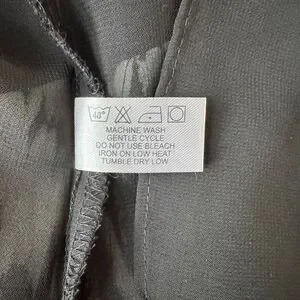 40°
MACHINE WASH
GENTLE CYCLE
DO NOT USE BLEACH
IRON ON LOW HEAT
TUMBLE DRY LOW